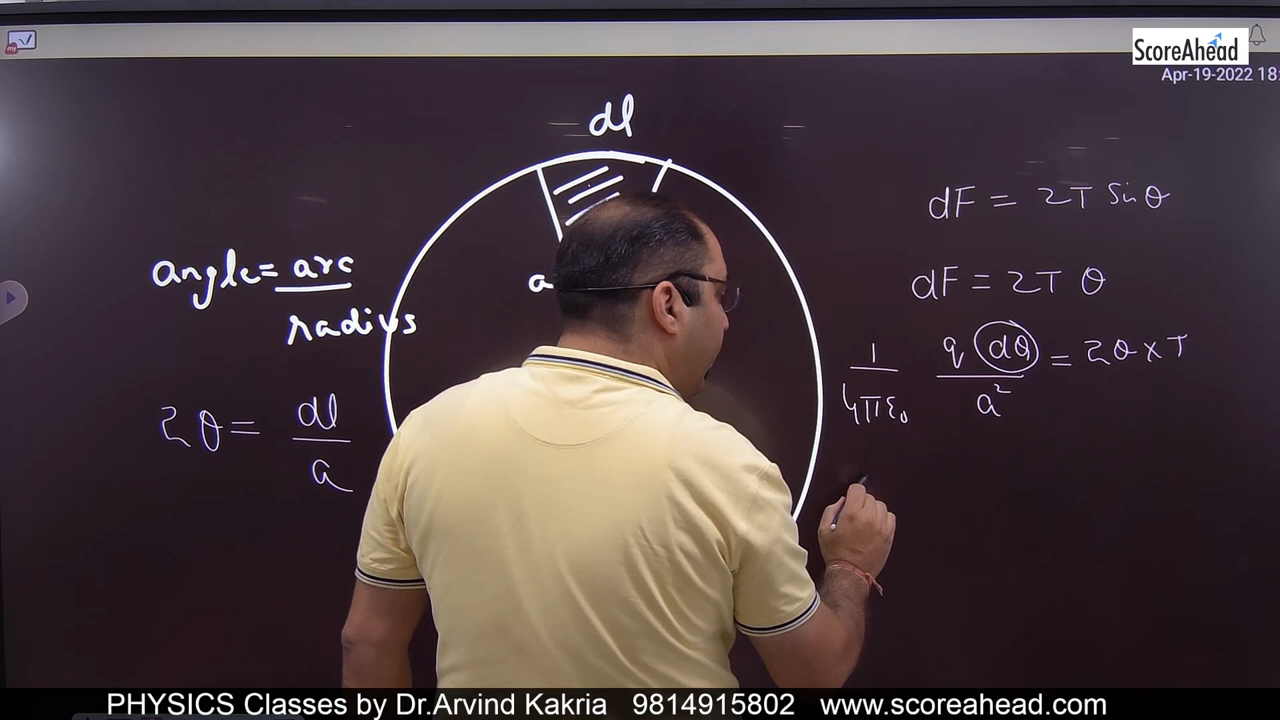 ScoreAhead
Apr-19-2022 18:
dl
angle = arc
radius
a
2θ = dl
a
dF = 2T Sinθ
dF = 2T θ
1 q dQ = 2θ × T
4πε₀ a²
PHYSICS Classes by Dr.Arvind Kakria 9814915802 www.scoreahead.com